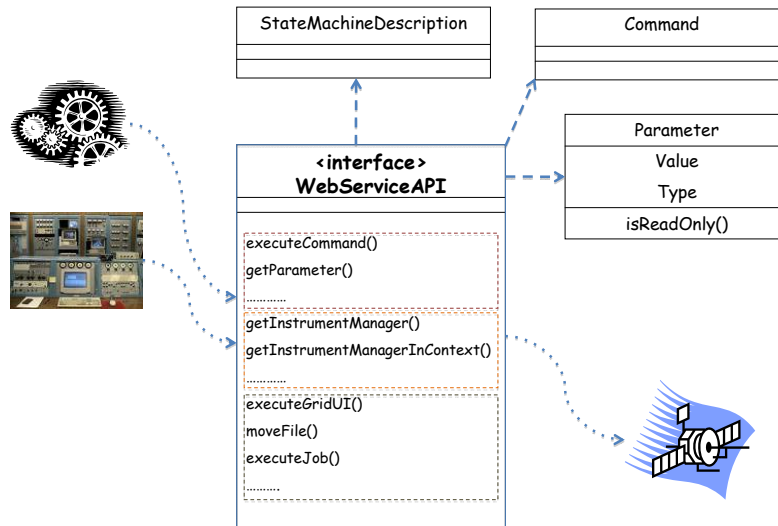 StateMachineDescription
Command
Parameter
Value
Type
isReadOnly()
<interface>
WebServiceAPI
executeCommand()
getParameter()
…………
getInstrumentManager()
getInstrumentManagerInContext()
…………
executeGridUI()
moveFile()
executeJob()
……….